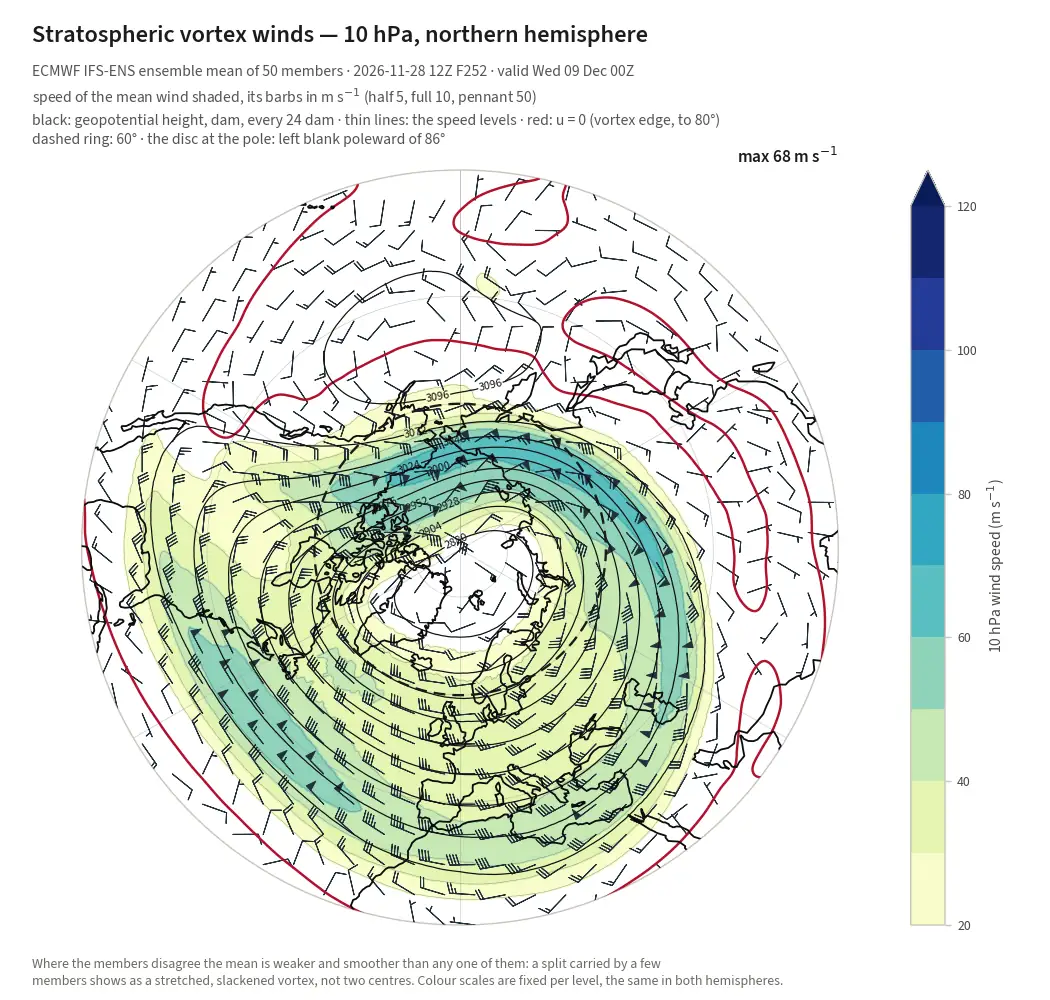 Stratospheric vortex winds — 10 hPa, northern hemisphere
ECMWF IFS-ENS ensemble mean of 50 members · 2026-11-28 12Z F252 · valid Wed 09 Dec 00Z
speed of the mean wind shaded, its barbs in m s⁻¹ (half 5, full 10, pennant 50)
black: geopotential height, dam, every 24 dam · thin lines: the speed levels · red: u = 0 (vortex edge, to 80°)
dashed ring: 60° · the disc at the pole: left blank poleward of 86°
max 68 m s⁻¹
120
100
80
60
40
20
10 hPa wind speed (m s⁻¹)
3096
3096
3024
3000
2928
2904
2880
Where the members disagree the mean is weaker and smoother than any one of them: a split carried by a few
members shows as a stretched, slackened vortex, not two centres. Colour scales are fixed per level, the same in both hemispheres.